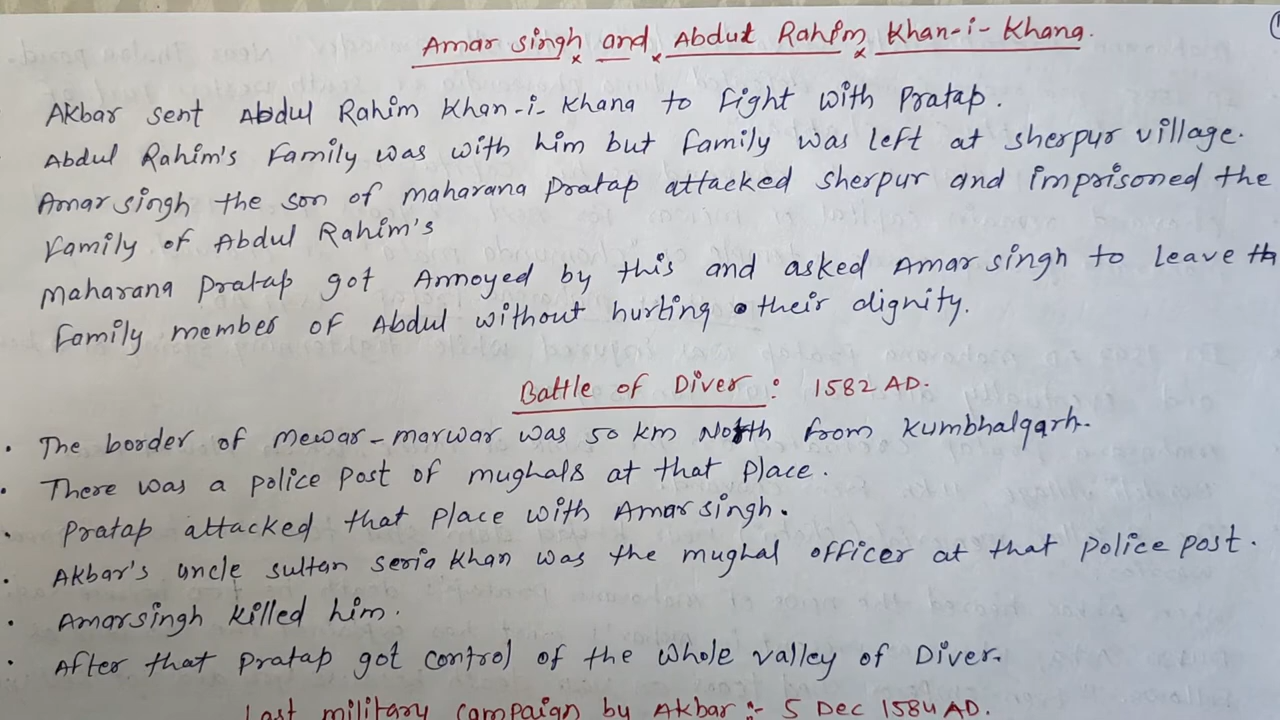 Amar singh and Abdul Rahim Khan-i-Khana.
Akbar sent Abdul Rahim Khan-i-Khana to fight with Pratap.
Abdul Rahim's Family was with him but family was left at sherpur village.
Amar singh the son of maharana Pratap attacked sherpur and imprisoned the
family of Abdul Rahim's
Maharana Pratap got Annoyed by this and asked Amar singh to leave th
family member of Abdul without hurting their dignity.
Battle of Diver : 1582 AD.
• The border of mewar-marwar was 50 km North from Kumbhalgarh.
• There was a police post of mughals at that place.
• Pratap attacked that place with Amar singh.
• Akbar's uncle sultan seria Khan was the mughal officer at that police post.
• Amarsingh killed him.
• After that Pratap got control of the whole valley of Diver.
Last military campaign by Akbar :- 5 Dec 1584 AD.